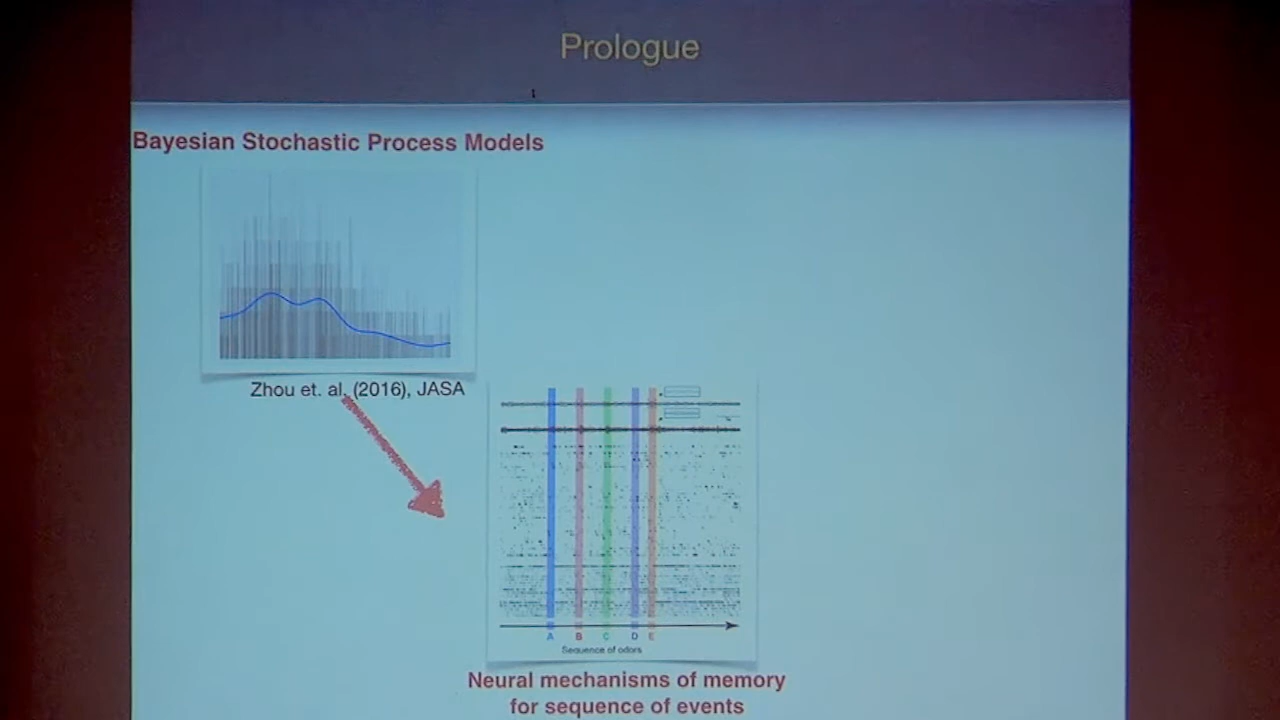 Prologue
Bayesian Stochastic Process Models
Zhou et. al. (2016), JASA
A B C D E
Sequence of odors
Neural mechanisms of memory
for sequence of events